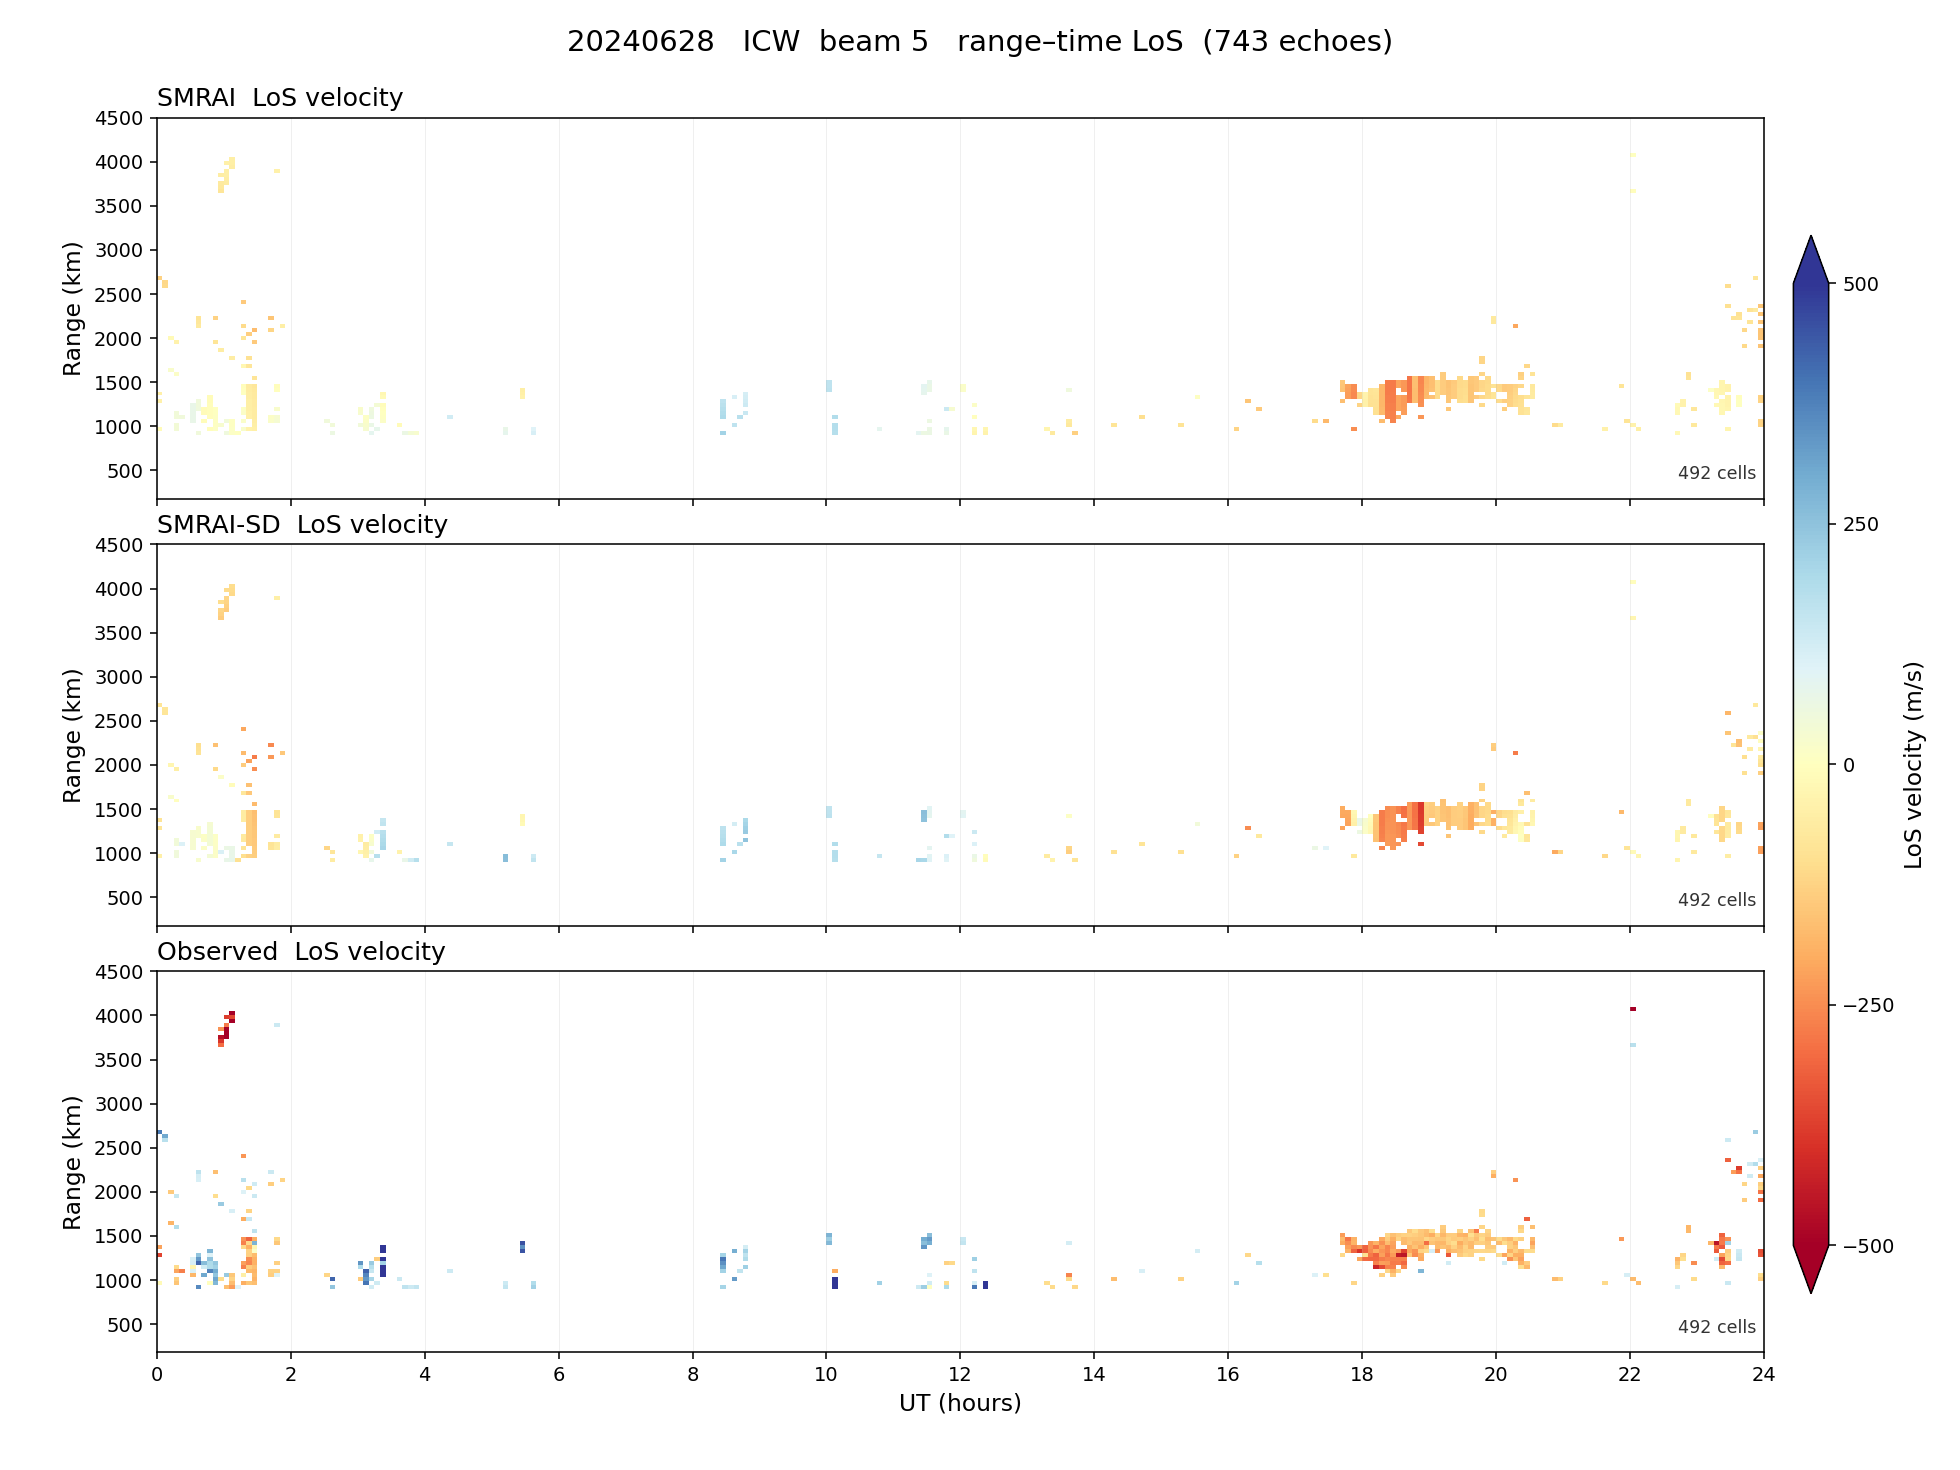 20240628   ICW  beam 5   range–time LoS  (743 echoes)
SMRAI  LoS velocity
4500
4000
3500
3000
2500
2000
1500
1000
500
Range (km)
492 cells
SMRAI-SD  LoS velocity
4500
4000
3500
3000
2500
2000
1500
1000
500
Range (km)
492 cells
Observed  LoS velocity
4500
4000
3500
3000
2500
2000
1500
1000
500
Range (km)
492 cells
0 2 4 6 8 10 12 14 16 18 20 22 24
UT (hours)
500
250
0
−250
−500
LoS velocity (m/s)